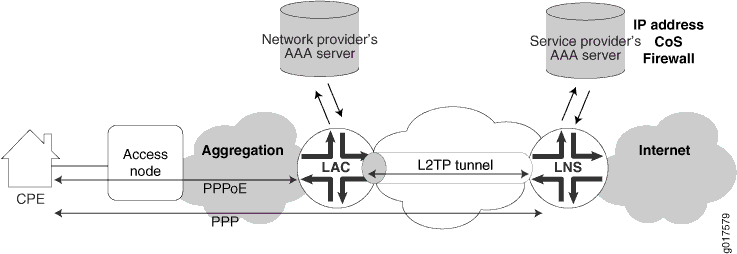 Network provider's
AAA server
Service provider's
AAA server
IP address
CoS
Firewall
Access
node
Aggregation
LAC
L2TP tunnel
LNS
Internet
CPE
PPPoE
PPP
g017579